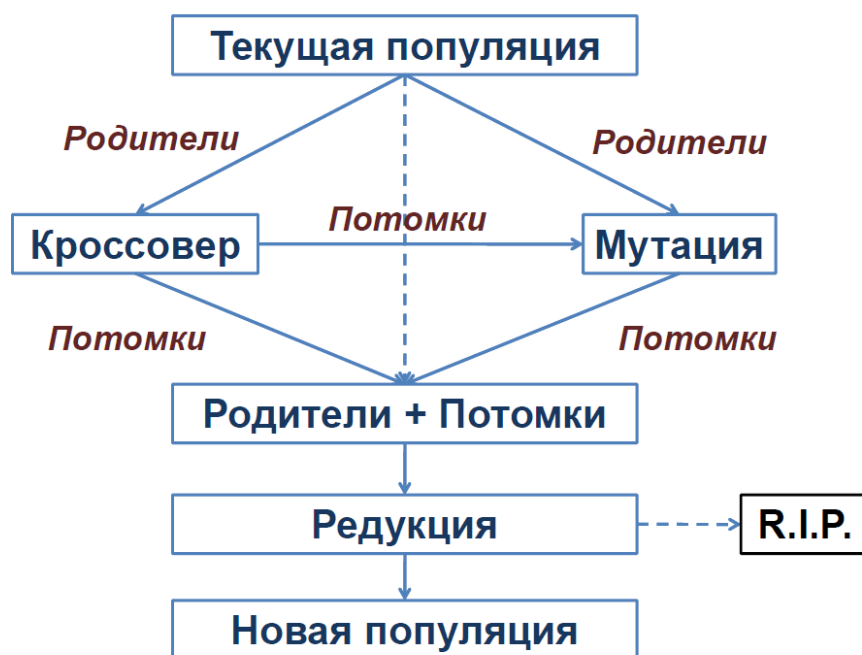 Текущая популяция
Родители
Родители
Потомки
Кроссовер
Мутация
Потомки
Потомки
Родители + Потомки
Редукция
R.I.P.
Новая популяция